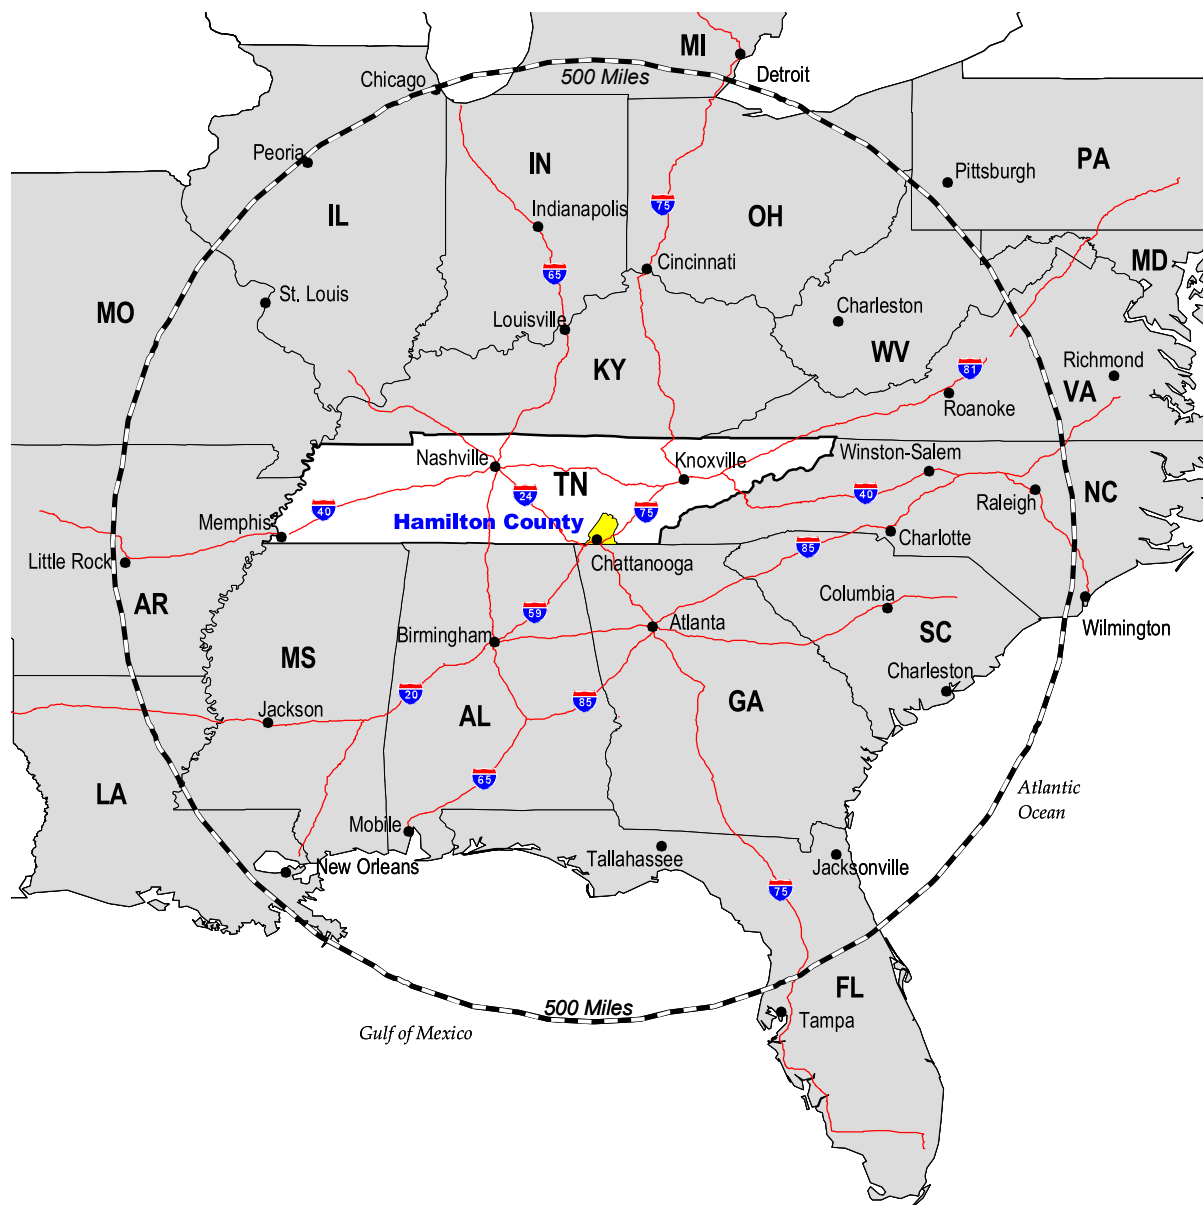 MI
Detroit
500 Miles
Chicago
Peoria
IN
PA
Pittsburgh
IL
Indianapolis
75
OH
MD
Cincinnati
65
St. Louis
MO
Charleston
Louisville
WV
Richmond
KY
81
VA
Roanoke
Nashville
Knoxville
Winston-Salem
TN
24
40
NC
Raleigh
40
75
Memphis
Hamilton County
Charlotte
85
Little Rock
Chattanooga
AR
Columbia
59
Atlanta
Wilmington
Birmingham
SC
MS
Charleston
20
85
GA
Jackson
AL
65
LA
Atlantic
Ocean
Mobile
Tallahassee
Jacksonville
New Orleans
75
FL
500 Miles
Tampa
Gulf of Mexico